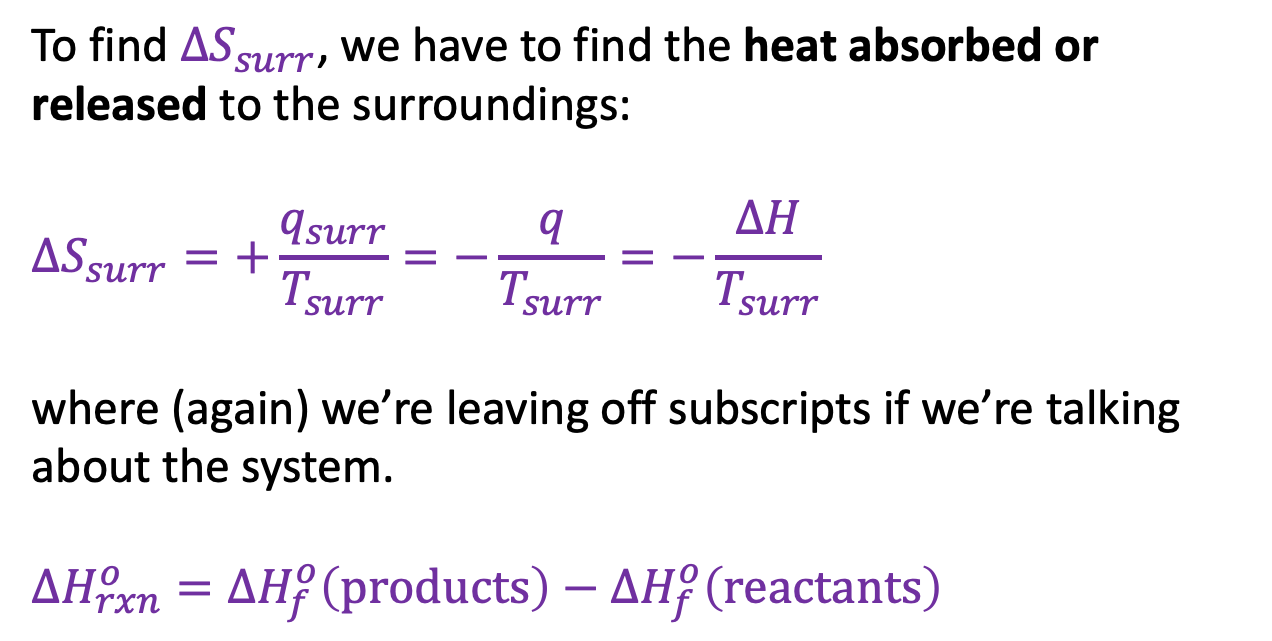 To find ΔS_surr, we have to find the heat absorbed or
released to the surroundings:
ΔS_surr = + q_surr / T_surr = − q / T_surr = − ΔH / T_surr
where (again) we’re leaving off subscripts if we’re talking
about the system.
ΔH°_rxn = ΔH°_f (products) − ΔH°_f (reactants)